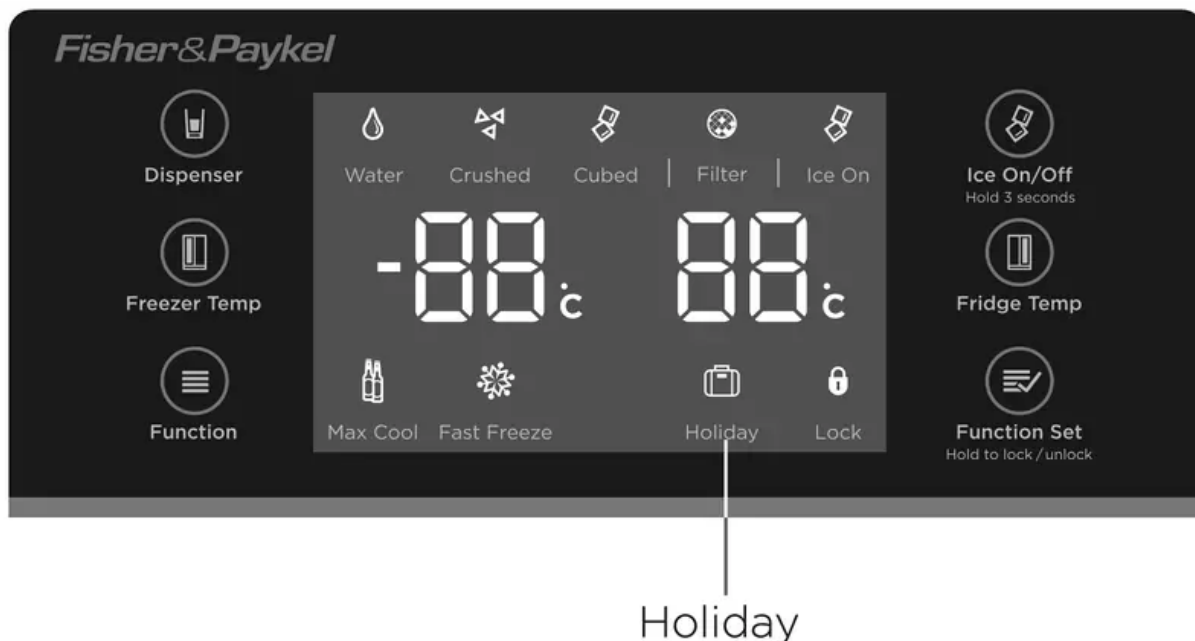 Fisher&Paykel
Dispenser
Water Crushed Cubed Filter Ice On
Ice On/Off
Hold 3 seconds
Freezer Temp
-88°C 88°C
Fridge Temp
Function
Max Cool Fast Freeze Holiday Lock
Function Set
Hold to lock/unlock
Holiday